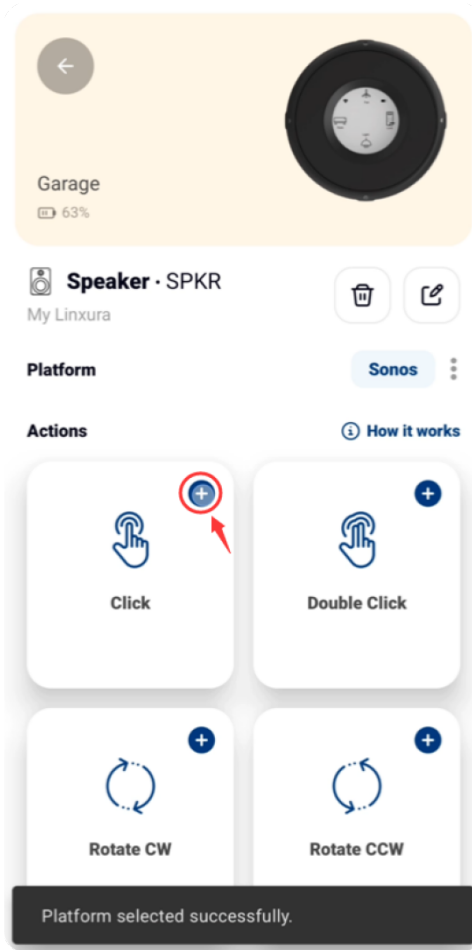 Garage
63%
Speaker · SPKR
My Linxura
Platform
Sonos
Actions
How it works
Click
Double Click
Rotate CW
Rotate CCW
Platform selected successfully.